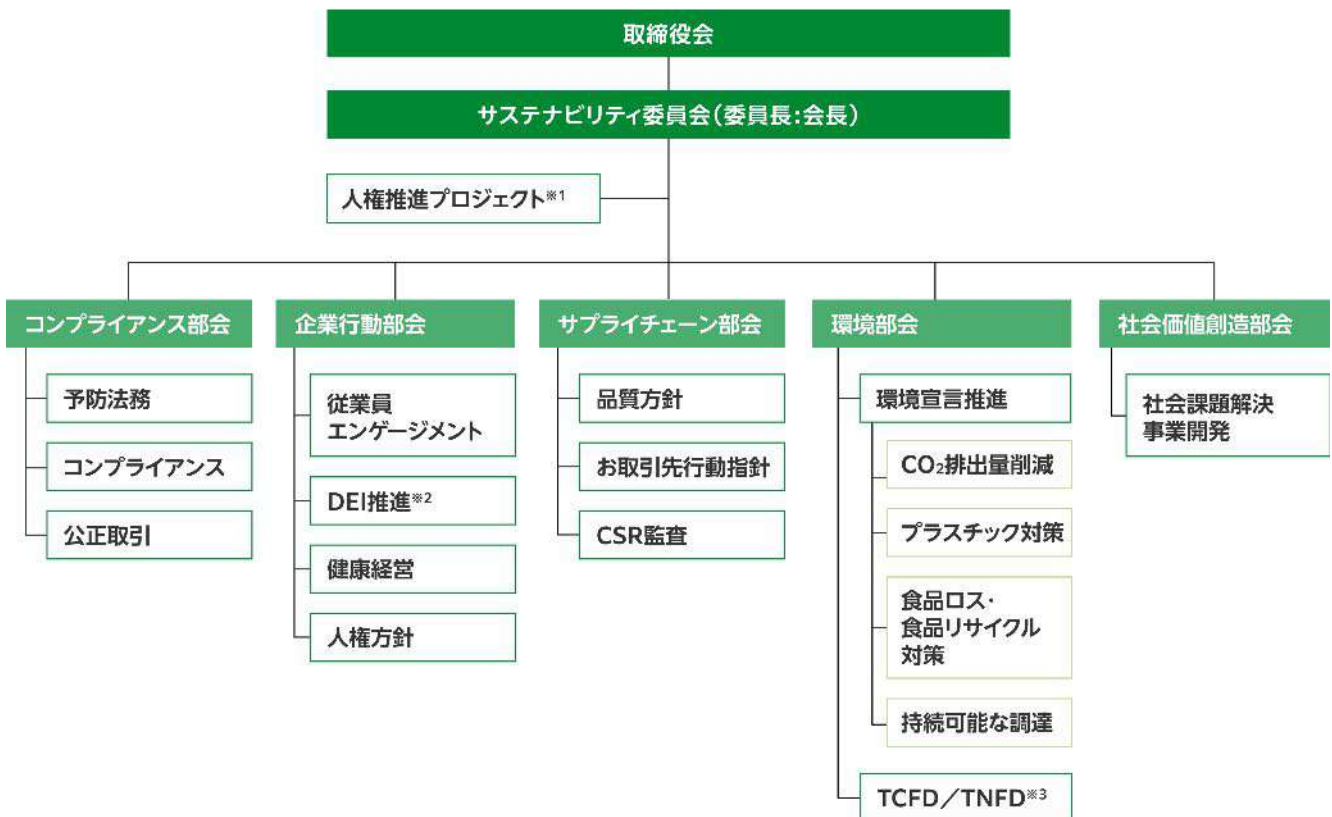 取締役会
サステナビリティ委員会(委員長:会長)
人権推進プロジェクト※1
コンプライアンス部会
予防法務
コンプライアンス
公正取引
企業行動部会
従業員
エンゲージメント
DEI推進※2
健康経営
人権方針
サプライチェーン部会
品質方針
お取引先行動指針
CSR監査
環境部会
環境宣言推進
CO₂排出量削減
プラスチック対策
食品ロス・
食品リサイクル
対策
持続可能な調達
TCFD/TNFD※3
社会価値創造部会
社会課題解決
事業開発